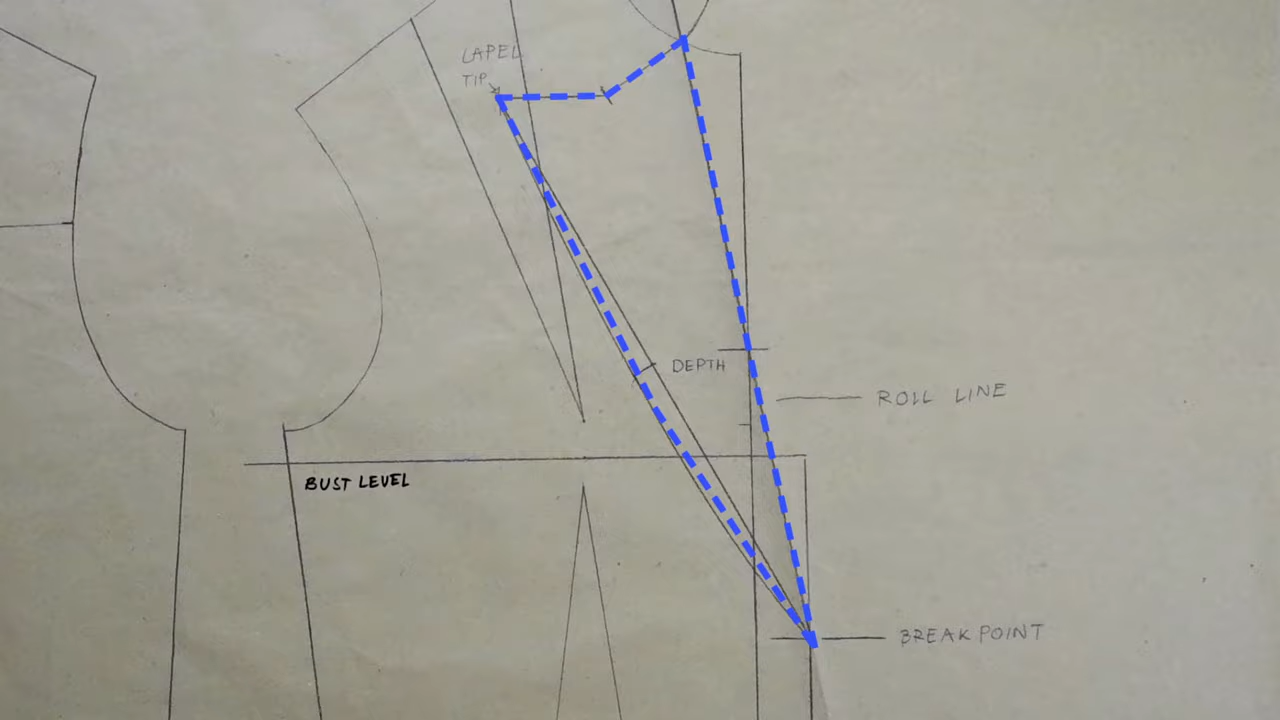 LAPEL
TIP
DEPTH
ROLL LINE
BUST LEVEL
BREAK POINT